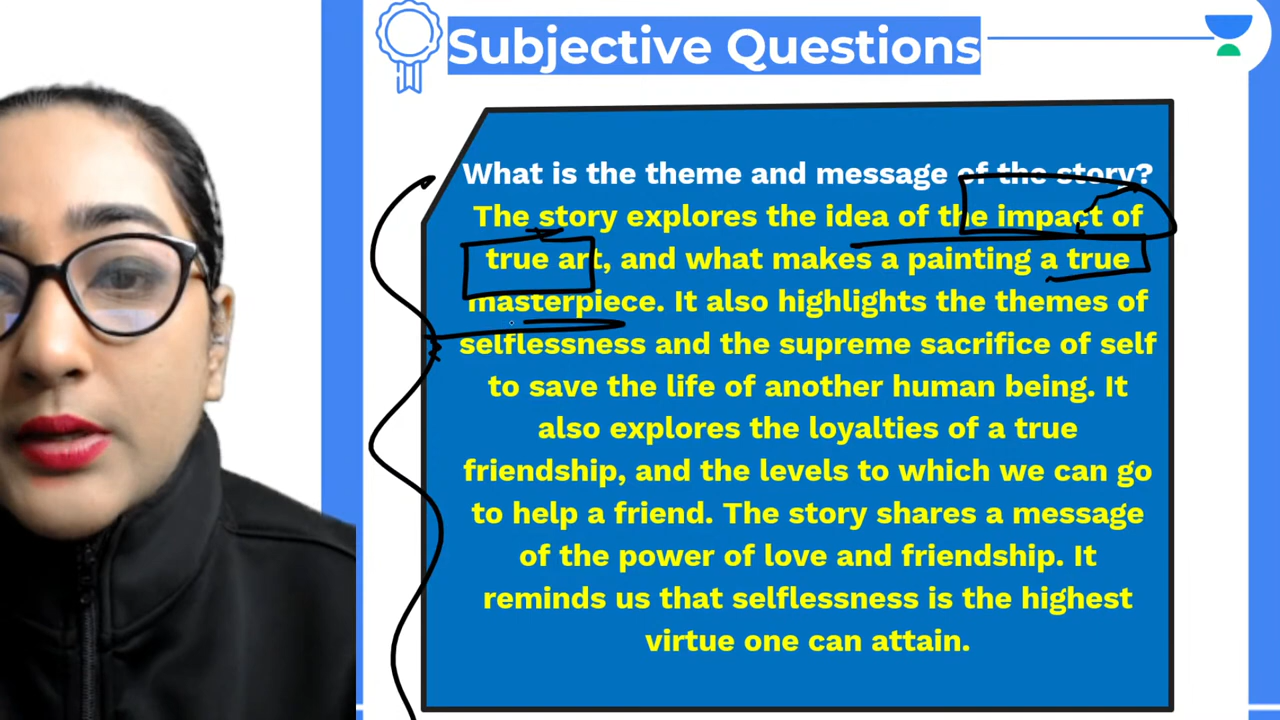 Subjective Questions
What is the theme and message of the story?
The story explores the idea of the impact of
true art, and what makes a painting a true
masterpiece. It also highlights the themes of
selflessness and the supreme sacrifice of self
to save the life of another human being. It
also explores the loyalties of a true
friendship, and the levels to which we can go
to help a friend. The story shares a message
of the power of love and friendship. It
reminds us that selflessness is the highest
virtue one can attain.